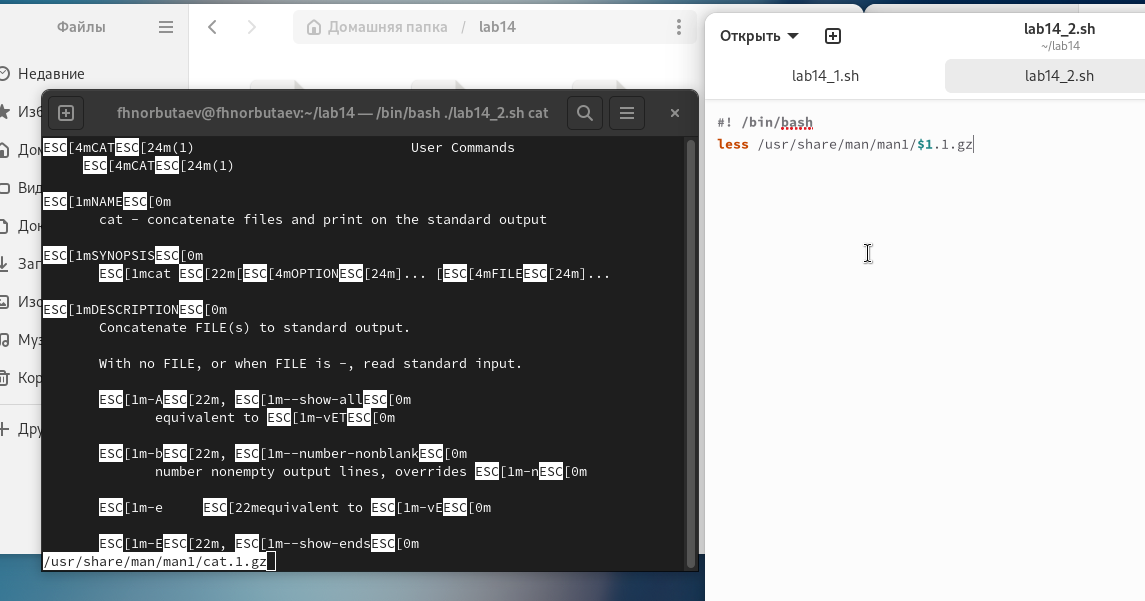 Файлы
Домашняя папка / lab14
Недавние
Изб
Дом
Вид
Док
Заг
Изо
Муз
Кор
Дру
fhnorbutaev@fhnorbutaev:~/lab14 — /bin/bash ./lab14_2.sh cat
ESC[4mCATESC[24m(1) User Commands
ESC[4mCATESC[24m(1)
ESC[1mNAMEESC[0m
cat - concatenate files and print on the standard output
ESC[1mSYNOPSISESC[0m
ESC[1mcat ESC[22m[ESC[4mOPTIONESC[24m]... [ESC[4mFILEESC[24m]...
ESC[1mDESCRIPTIONESC[0m
Concatenate FILE(s) to standard output.
With no FILE, or when FILE is -, read standard input.
ESC[1m-AESC[22m, ESC[1m--show-allESC[0m
equivalent to ESC[1m-vETESC[0m
ESC[1m-bESC[22m, ESC[1m--number-nonblankESC[0m
number nonempty output lines, overrides ESC[1m-nESC[0m
ESC[1m-e ESC[22mequivalent to ESC[1m-vEESC[0m
ESC[1m-EESC[22m, ESC[1m--show-endsESC[0m
/usr/share/man/man1/cat.1.gz
Открыть
lab14_2.sh
~/lab14
lab14_1.sh
lab14_2.sh
#! /bin/bash
less /usr/share/man/man1/$1.1.gz